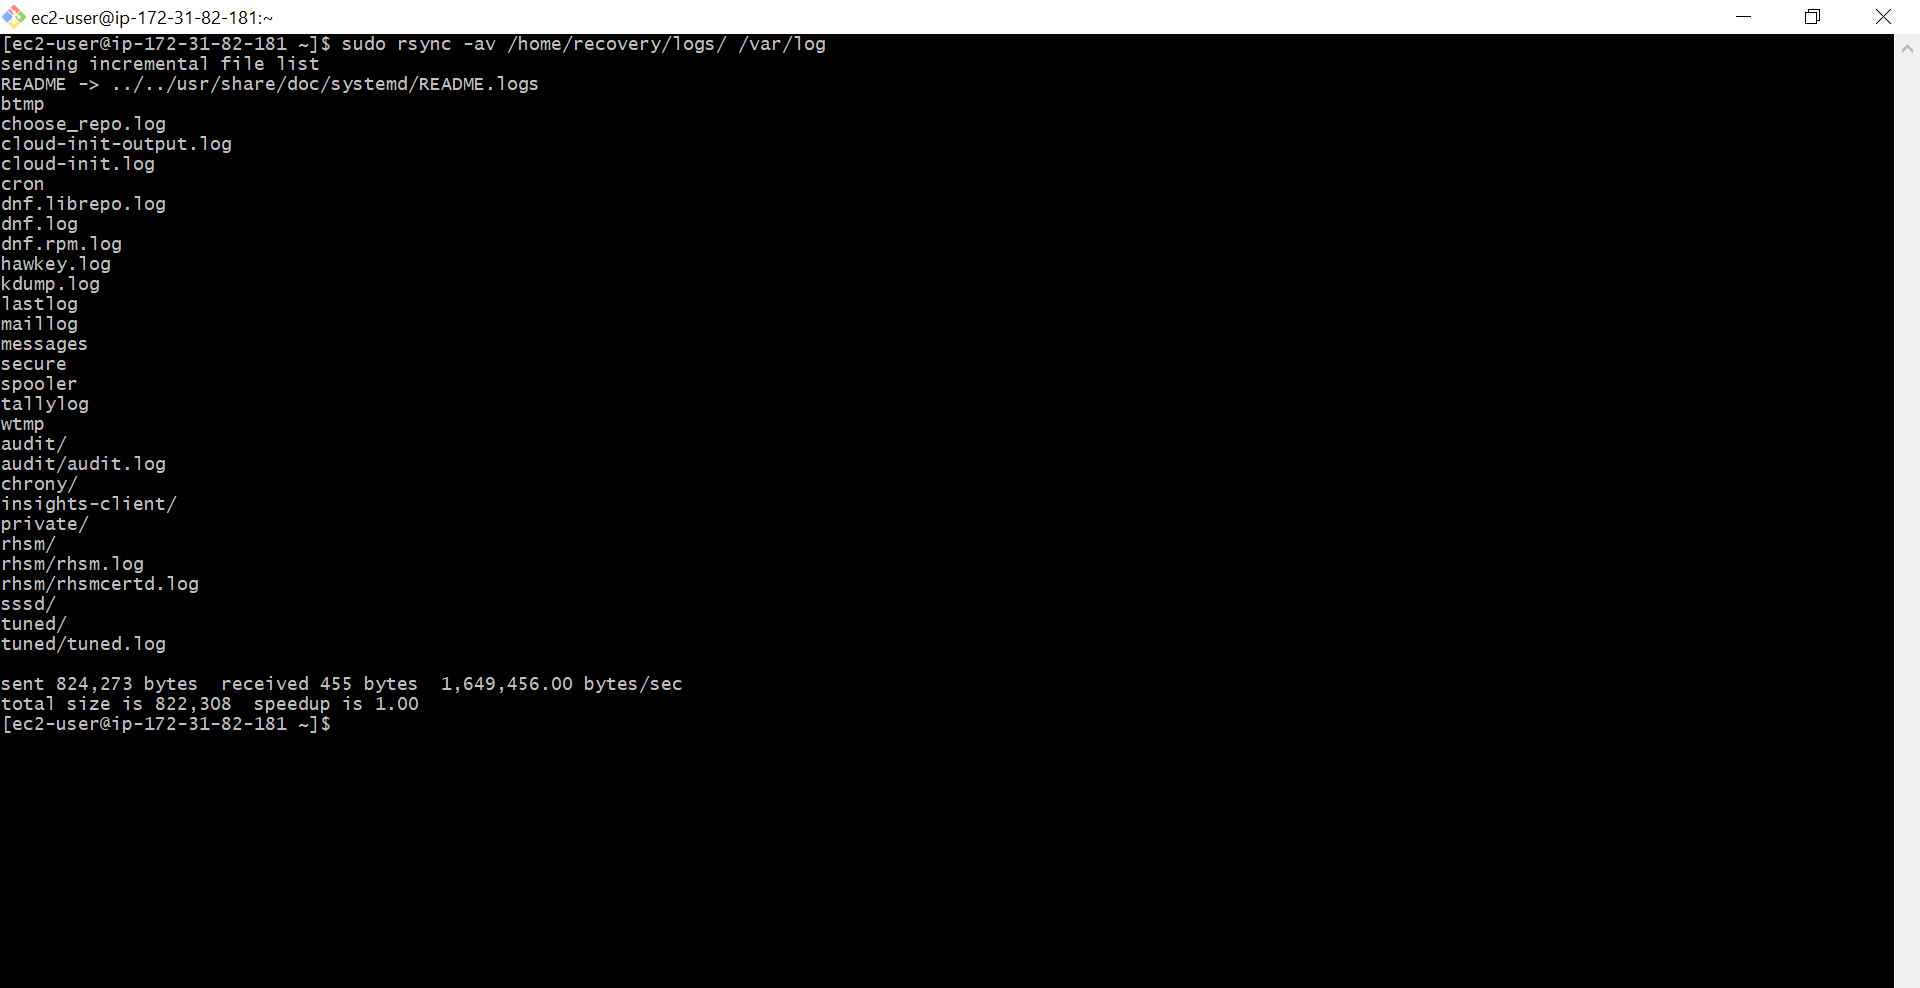 ec2-user@ip-172-31-82-181:~
[ec2-user@ip-172-31-82-181 ~]$ sudo rsync -av /home/recovery/logs/ /var/log
sending incremental file list
README -> ../../usr/share/doc/systemd/README.logs
btmp
choose_repo.log
cloud-init-output.log
cloud-init.log
cron
dnf.librepo.log
dnf.log
dnf.rpm.log
hawkey.log
kdump.log
lastlog
maillog
messages
secure
spooler
tallylog
wtmp
audit/
audit/audit.log
chrony/
insights-client/
private/
rhsm/
rhsm/rhsm.log
rhsm/rhsmcertd.log
sssd/
tuned/
tuned/tuned.log
sent 824,273 bytes  received 455 bytes  1,649,456.00 bytes/sec
total size is 822,308  speedup is 1.00
[ec2-user@ip-172-31-82-181 ~]$